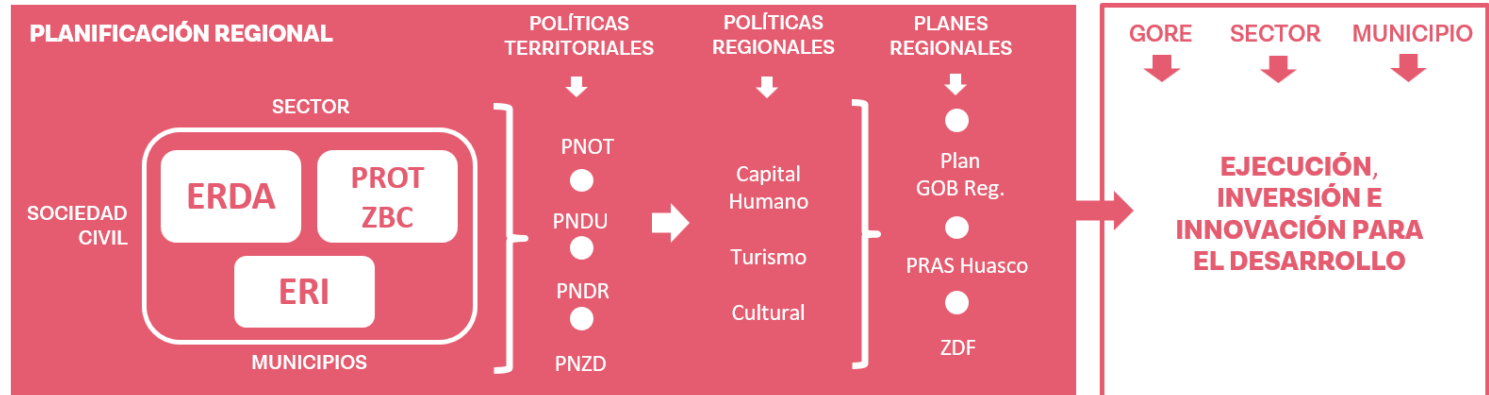 PLANIFICACIÓN REGIONAL
SECTOR
SOCIEDAD
CIVIL
ERDA
PROT
ZBC
ERI
MUNICIPIOS
POLÍTICAS
TERRITORIALES
PNOT
PNDU
PNDR
PNZD
POLÍTICAS
REGIONALES
Capital
Humano
Turismo
Cultural
PLANES
REGIONALES
Plan
GOB Reg.
PRAS Huasco
ZDF
GORE
SECTOR
MUNICIPIO
EJECUCIÓN,
INVERSIÓN E
INNOVACIÓN PARA
EL DESARROLLO